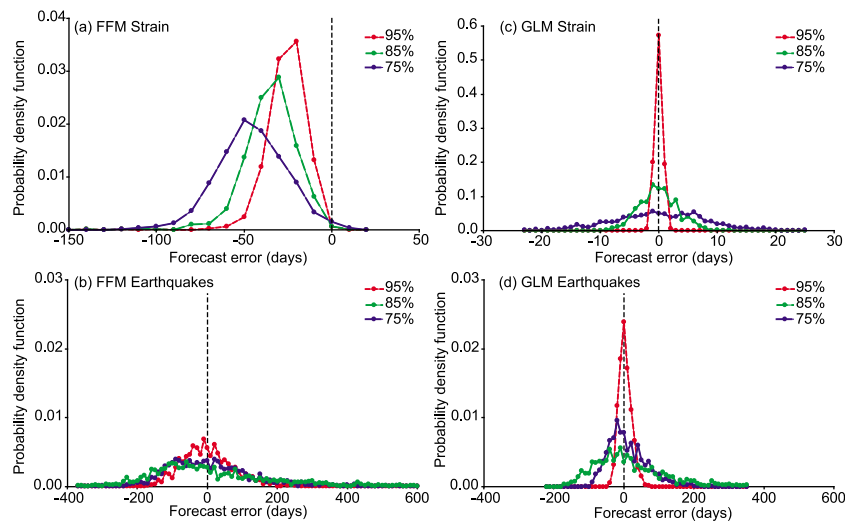 (a) FFM Strain
95%
85%
75%
Probability density function
0.04
0.03
0.02
0.01
0.00
-150 -100 -50 0 50
Forecast error (days)
(c) GLM Strain
95%
85%
75%
Probability density function
0.6
0.5
0.4
0.3
0.2
0.1
0.0
-30 -20 -10 0 10 20 30
Forecast error (days)
(b) FFM Earthquakes
95%
85%
75%
Probability density function
0.03
0.02
0.01
0.00
-400 -200 0 200 400 600
Forecast error (days)
(d) GLM Earthquakes
95%
85%
75%
Probability density function
0.03
0.02
0.01
0.00
-400 -200 0 200 400 600
Forecast error (days)